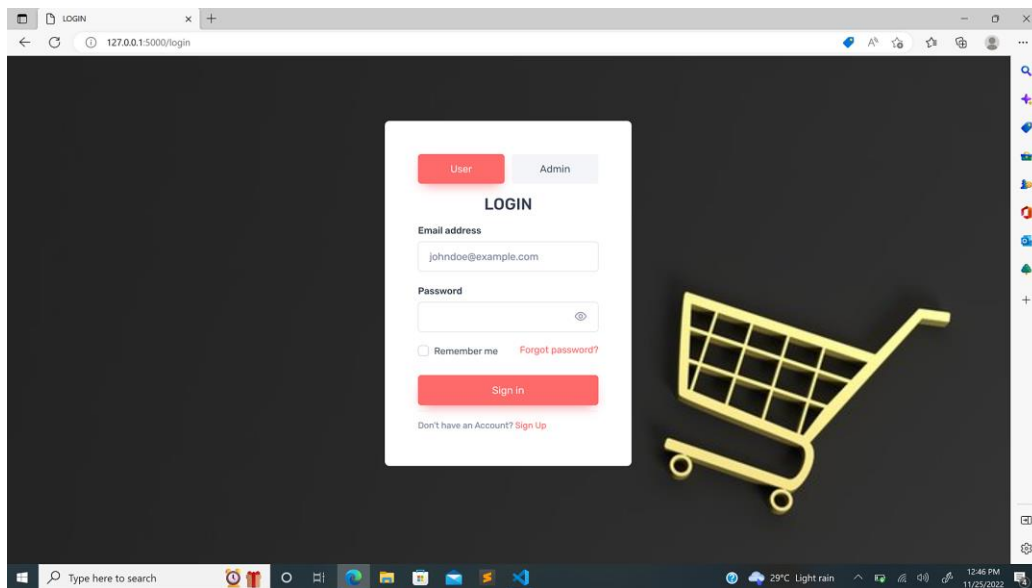 LOGIN
127.0.0.1:5000/login
User Admin
LOGIN
Email address
johndoe@example.com
Password
Remember me Forgot password?
Sign in
Don't have an Account? Sign Up
Type here to search
29°C Light rain
12:46 PM
11/25/2022